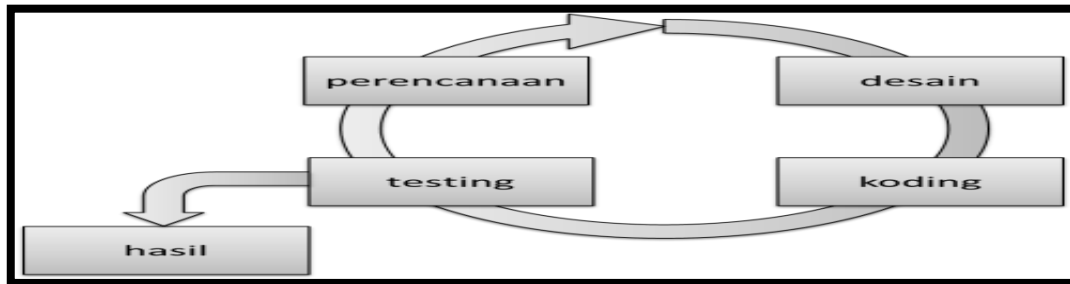 perencanaan
desain
testing
koding
hasil